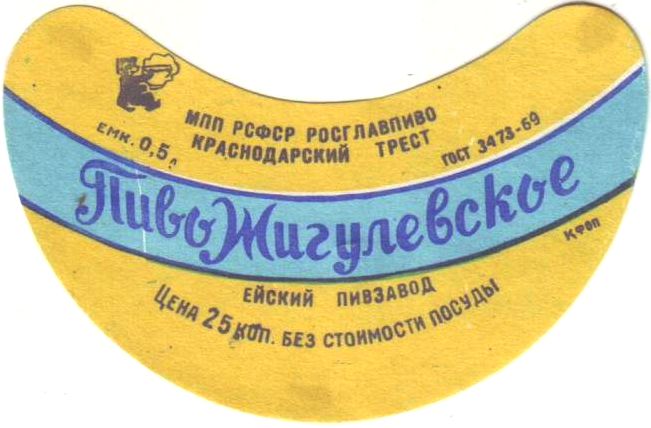 МПП РСФСР РОСГЛАВПИВО
КРАСНОДАРСКИЙ ТРЕСТ
ЕМК. 0,5 л
ГОСТ 3473-69
Пиво Жигулевское
КФОП
ЕЙСКИЙ ПИВЗАВОД
ЦЕНА 25 КОП. БЕЗ СТОИМОСТИ ПОСУДЫ